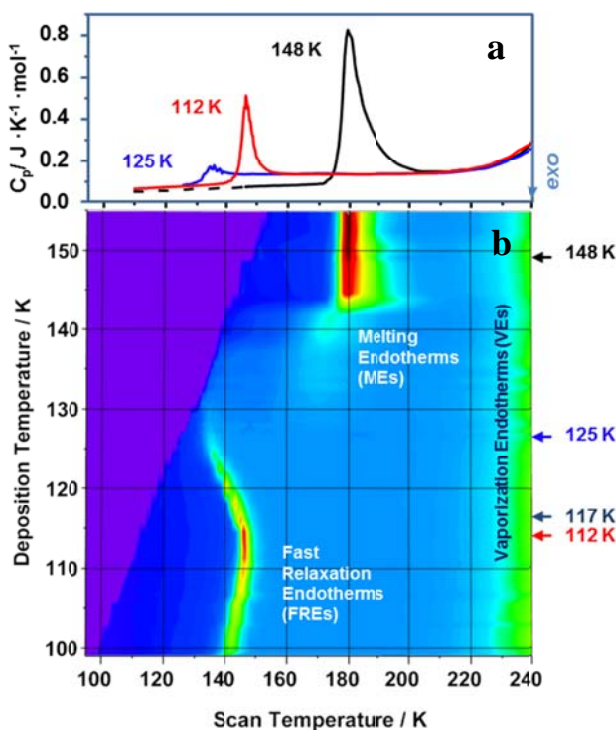 a
0.8
0.6
0.4
0.2
0.0
Cₚ/ J ·K⁻¹ ·mol⁻¹
148 K
112 K
125 K
exo
b
150
140
130
120
110
100
Deposition Temperature / K
Melting
Endotherms
(MEs)
Fast
Relaxation
Endotherms
(FREs)
Vaporization Endotherms (VEs)
148 K
125 K
117 K
112 K
100 120 140 160 180 200 220 240
Scan Temperature / K